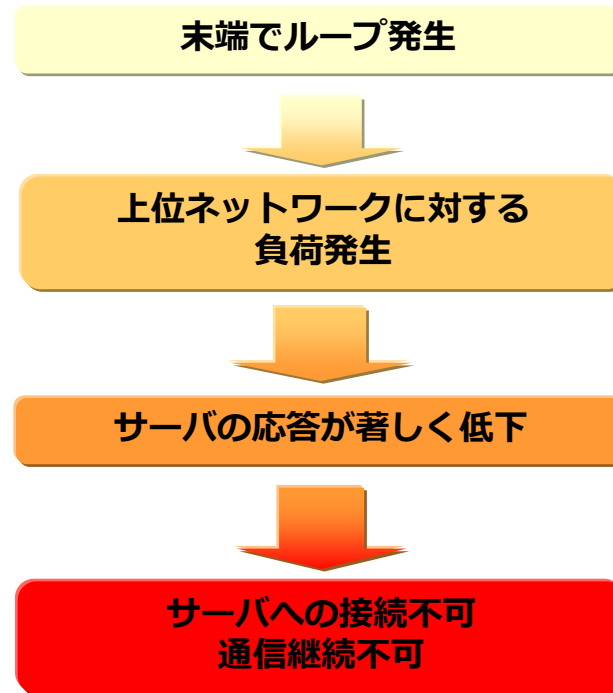 末端でループ発生
上位ネットワークに対する
負荷発生
サーバの応答が著しく低下
サーバへの接続不可
通信継続不可